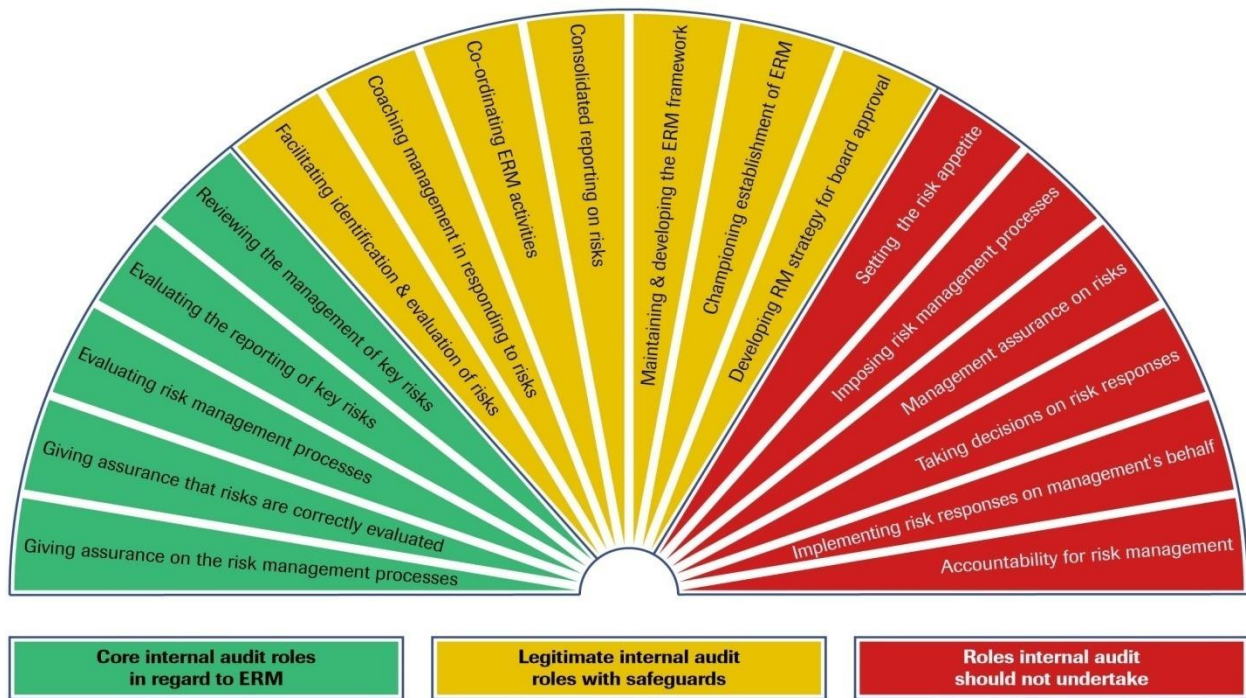 Giving assurance on the risk management processes
Giving assurance that risks are correctly evaluated
Evaluating risk management processes
Evaluating the reporting of key risks
Reviewing the management of key risks
Facilitating identification & evaluation of risks
Coaching management in responding to risks
Co-ordinating ERM activities
Consolidated reporting on risks
Maintaining & developing the ERM framework
Championing establishment of ERM
Developing RM strategy for board approval
Setting the risk appetite
Imposing risk management processes
Management assurance on risks
Taking decisions on risk responses
Implementing risk responses on management's behalf
Accountability for risk management
Core internal audit roles
in regard to ERM
Legitimate internal audit
roles with safeguards
Roles internal audit
should not undertake